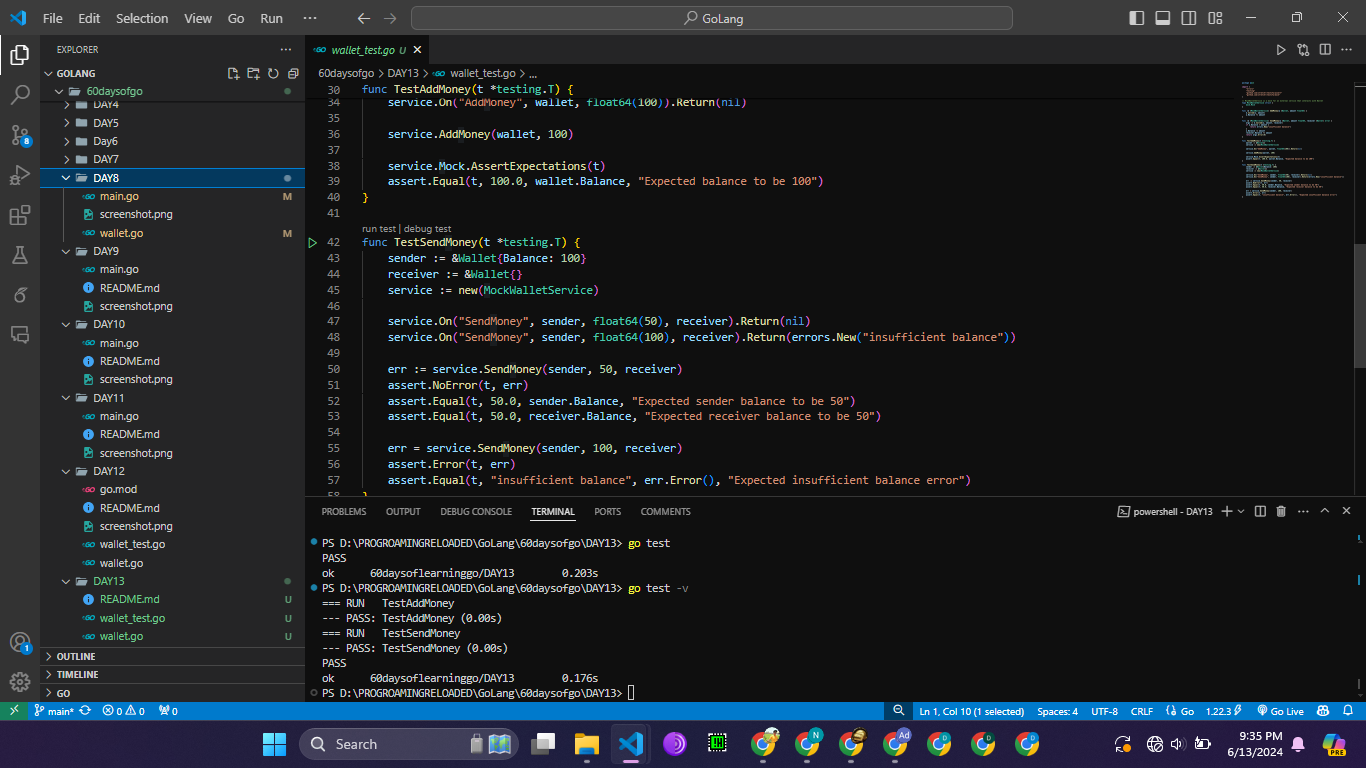 File Edit Selection View Go Run ··· GoLang
EXPLORER ···
GOLANG
60daysofgo
DAY4
DAY5
Day6
DAY7
DAY8
main.go M
screenshot.png
wallet.go M
DAY9
main.go
README.md
screenshot.png
DAY10
main.go
README.md
screenshot.png
DAY11
main.go
README.md
screenshot.png
DAY12
go.mod
README.md
screenshot.png
wallet_test.go
wallet.go
DAY13
README.md U
wallet_test.go U
wallet.go U
OUTLINE
TIMELINE
GO
8
1
wallet_test.go U
60daysofgo > DAY13 > wallet_test.go > ...
30 func TestAddMoney(t *testing.T) {
34 service.On("AddMoney", wallet, float64(100)).Return(nil)
35
36 service.AddMoney(wallet, 100)
37
38 service.Mock.AssertExpectations(t)
39 assert.Equal(t, 100.0, wallet.Balance, "Expected balance to be 100")
40 }
41
run test | debug test
42 func TestSendMoney(t *testing.T) {
43 sender := &Wallet{Balance: 100}
44 receiver := &Wallet{}
45 service := new(MockWalletService)
46
47 service.On("SendMoney", sender, float64(50), receiver).Return(nil)
48 service.On("SendMoney", sender, float64(100), receiver).Return(errors.New("insufficient balance"))
49
50 err := service.SendMoney(sender, 50, receiver)
51 assert.NoError(t, err)
52 assert.Equal(t, 50.0, sender.Balance, "Expected sender balance to be 50")
53 assert.Equal(t, 50.0, receiver.Balance, "Expected receiver balance to be 50")
54
55 err = service.SendMoney(sender, 100, receiver)
56 assert.Error(t, err)
57 assert.Equal(t, "insufficient balance", err.Error(), "Expected insufficient balance error")
58 }
PROBLEMS OUTPUT DEBUG CONSOLE TERMINAL PORTS COMMENTS powershell - DAY13
PS D:\PROGROAMINGRELOADED\GoLang\60daysofgo\DAY13> go test
PASS
ok 60daysoflearninggo/DAY13 0.203s
PS D:\PROGROAMINGRELOADED\GoLang\60daysofgo\DAY13> go test -v
=== RUN TestAddMoney
--- PASS: TestAddMoney (0.00s)
=== RUN TestSendMoney
--- PASS: TestSendMoney (0.00s)
PASS
ok 60daysoflearninggo/DAY13 0.176s
PS D:\PROGROAMINGRELOADED\GoLang\60daysofgo\DAY13>
main* 0 0 0 Ln 1, Col 10 (1 selected) Spaces: 4 UTF-8 CRLF Go 1.22.3 Go Live
Search N Ad D D D 9:35 PM PRE
6/13/2024